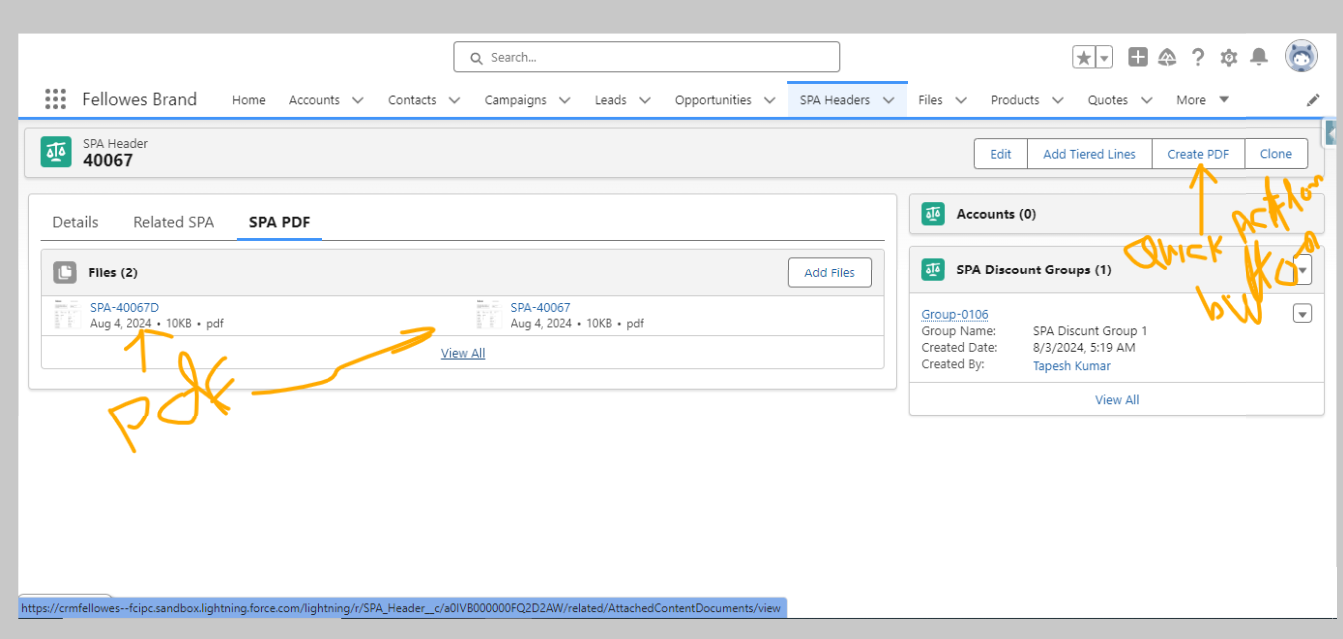 Search...
Fellowes Brand Home Accounts Contacts Campaigns Leads Opportunities SPA Headers Files Products Quotes More
SPA Header
40067
Edit Add Tiered Lines Create PDF Clone
Details Related SPA SPA PDF
Files (2)
Add Files
SPA-40067D
Aug 4, 2024 • 10KB • pdf
SPA-40067
Aug 4, 2024 • 10KB • pdf
View All
pdf
Accounts (0)
Quick Action
button
SPA Discount Groups (1)
Group-0106
Group Name: SPA Discunt Group 1
Created Date: 8/3/2024, 5:19 AM
Created By: Tapesh Kumar
View All
https://crmfellowes--fcipc.sandbox.lightning.force.com/lightning/r/SPA_Header__c/a0IVB000000FQ2D2AW/related/AttachedContentDocuments/view